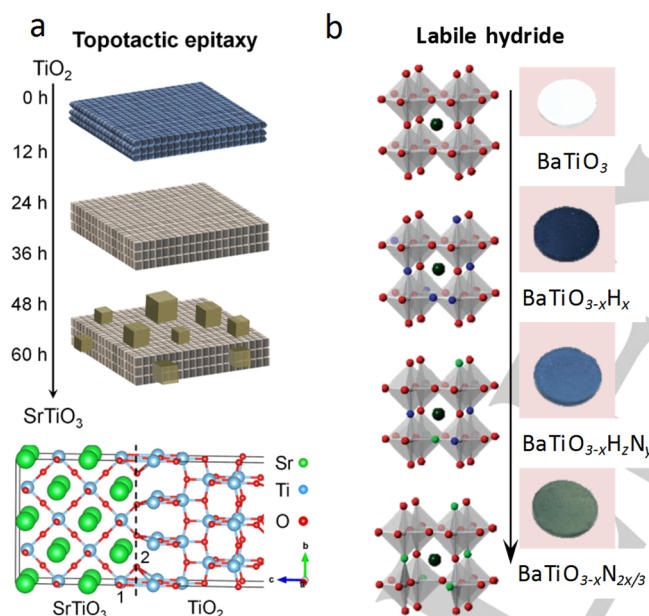 a
Topotactic epitaxy
TiO2
0 h
12 h
24 h
36 h
48 h
60 h
SrTiO3
Sr
Ti
O
b
c
a
2
1
SrTiO3
TiO2
b
Labile hydride
BaTiO3
BaTiO3-xHx
BaTiO3-xHzNy
BaTiO3-xN2x/3